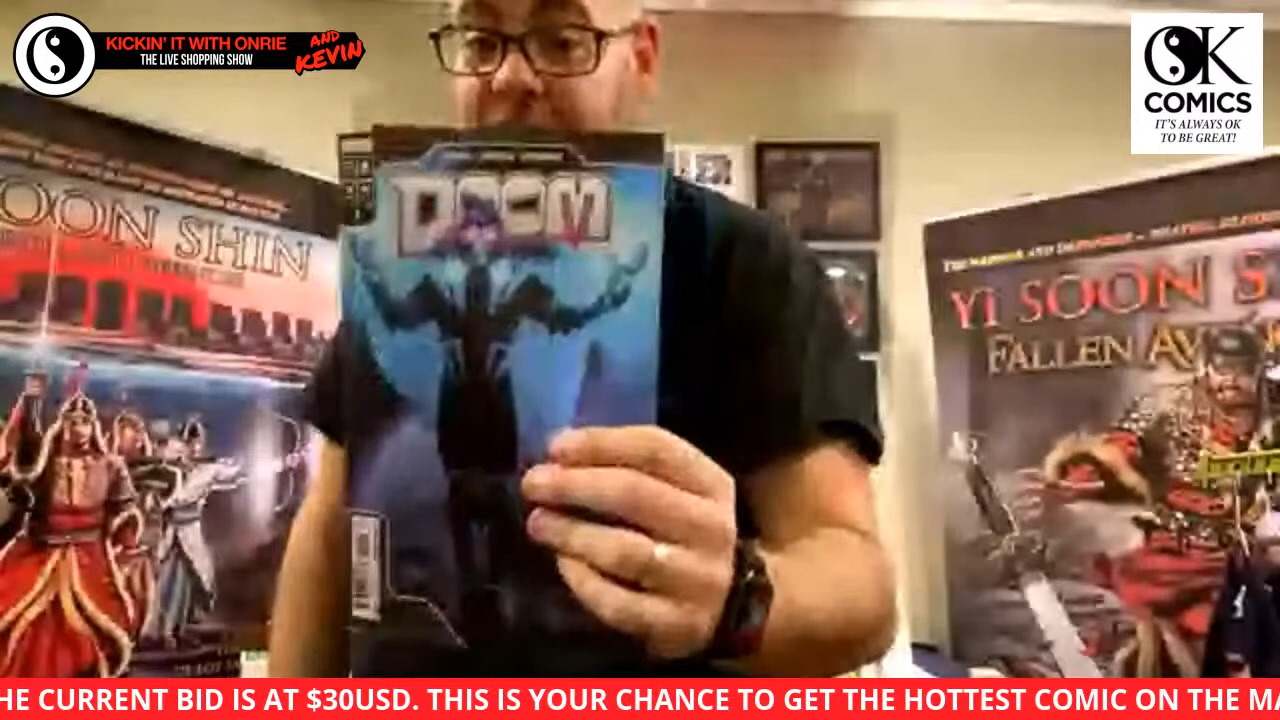 KICKIN' IT WITH ONRIE
AND
KEVIN
THE LIVE SHOPPING SHOW
OK
COMICS
IT'S ALWAYS OK
TO BE GREAT!
DOOM
OON SHIN
YI SOON S
FALLEN AV
HE CURRENT BID IS AT $30USD. THIS IS YOUR CHANCE TO GET THE HOTTEST COMIC ON THE MA